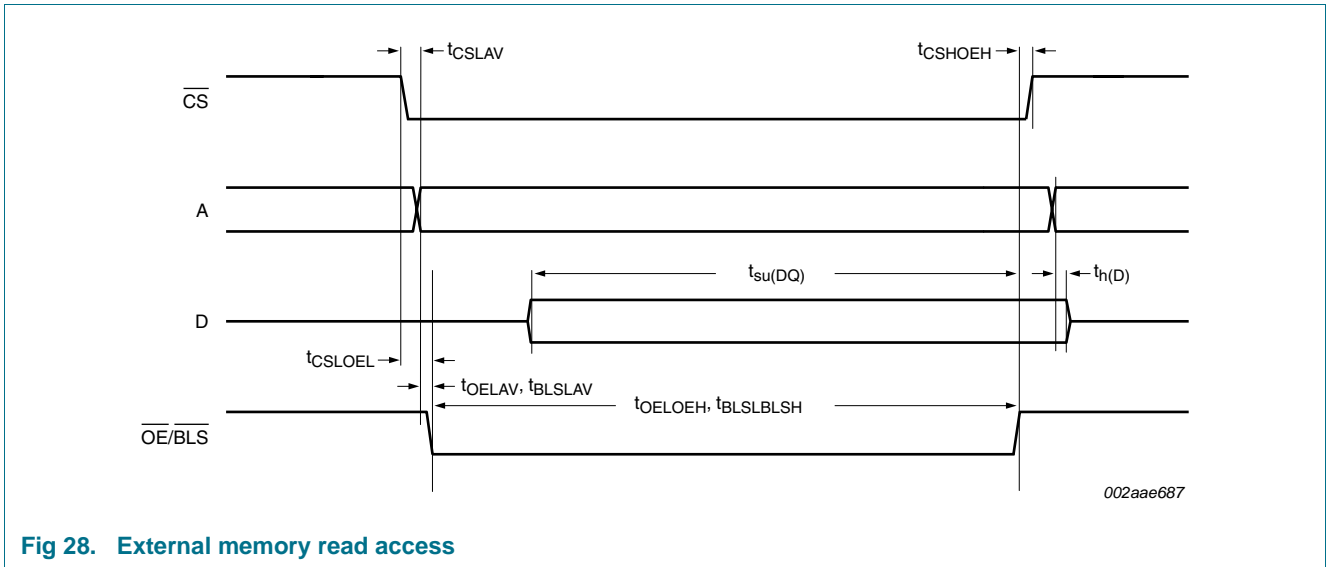 tCSLAV
tCSHOEH
CS
A
tsu(DQ)
th(D)
D
tCSLOEL
tOELAV, tBLSLAV
tOELOEH, tBLSLBLSH
OE/BLS
002aae687
Fig 28. External memory read access